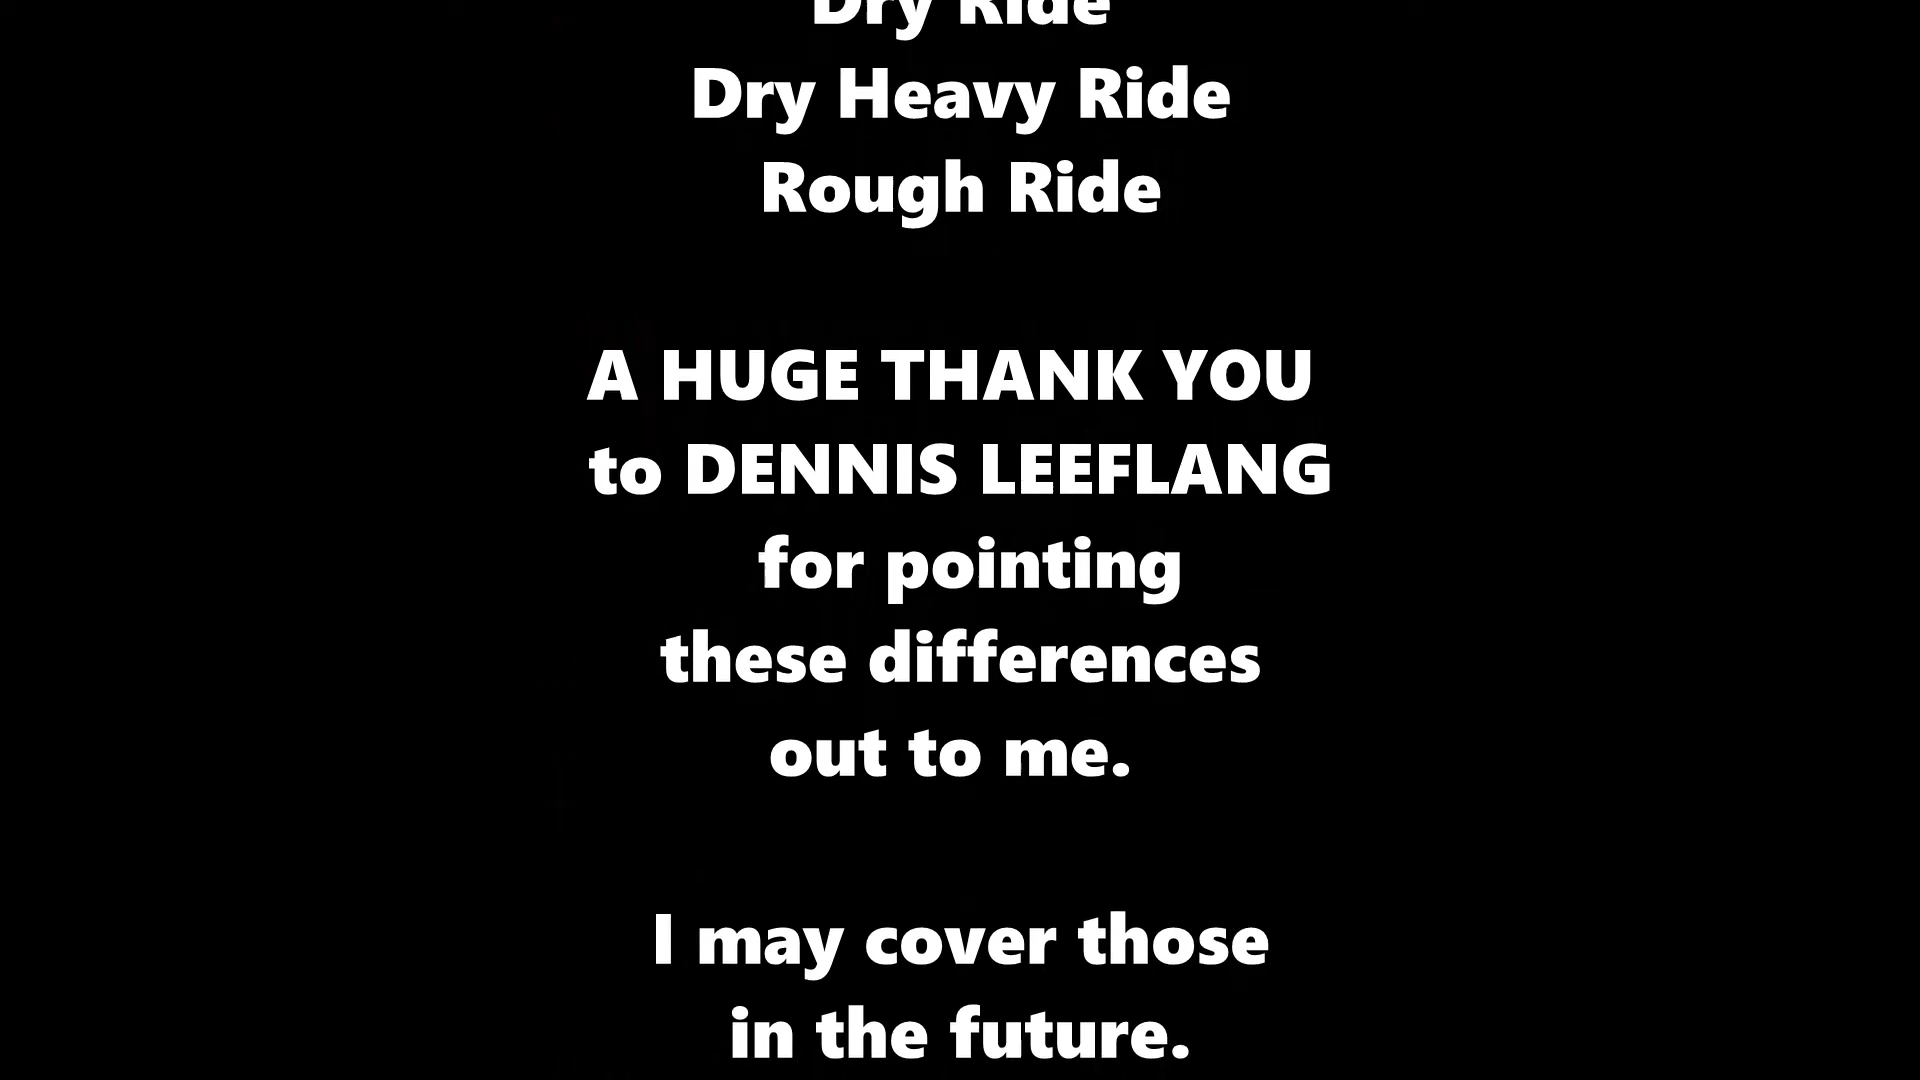 Dry Ride
Dry Heavy Ride
Rough Ride
A HUGE THANK YOU
to DENNIS LEEFLANG
for pointing
these differences
out to me.
I may cover those
in the future.